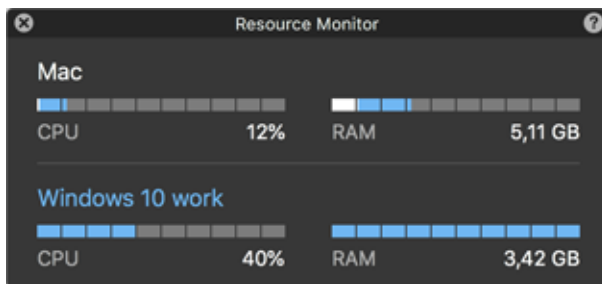 Resource Monitor
?
Mac
CPU 12% RAM 5,11 GB
Windows 10 work
CPU 40% RAM 3,42 GB